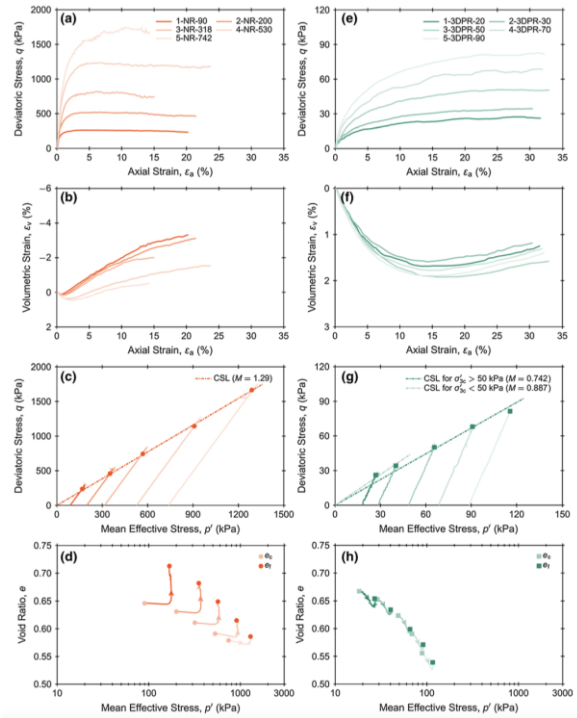 (a)
1-NR-90 2-NR-200
3-NR-318 4-NR-530
5-NR-742
Deviatoric Stress, q (kPa)
2000
1500
1000
500
0
0 5 10 15 20 25 30 35
Axial Strain, εa (%)
(e)
1-3DPR-20 2-3DPR-30
3-3DPR-50 4-3DPR-70
5-3DPR-90
Deviatoric Stress, q (kPa)
120
90
60
30
0
0 5 10 15 20 25 30 35
Axial Strain, εa (%)
(b)
Volumetric Strain, εv (%)
−6
−4
−2
0
2
0 5 10 15 20 25 30 35
Axial Strain, εa (%)
(f)
Volumetric Strain, εv (%)
0
1
2
3
0 5 10 15 20 25 30 35
Axial Strain, εa (%)
(c)
CSL (M = 1.29)
Deviatoric Stress, q (kPa)
2000
1500
1000
500
0
0 300 600 900 1200 1500
Mean Effective Stress, p′ (kPa)
(g)
CSL for σ′3c > 50 kPa (M = 0.742)
CSL for σ′3c < 50 kPa (M = 0.887)
Deviatoric Stress, q (kPa)
120
90
60
30
0
0 30 60 90 120 150
Mean Effective Stress, p′ (kPa)
(d)
ec
ef
Void Ratio, e
0.75
0.70
0.65
0.60
0.55
0.50
10 100 1000 3000
Mean Effective Stress, p′ (kPa)
(h)
ec
ef
Void Ratio, e
0.75
0.70
0.65
0.60
0.55
0.50
10 100 1000 3000
Mean Effective Stress, p′ (kPa)